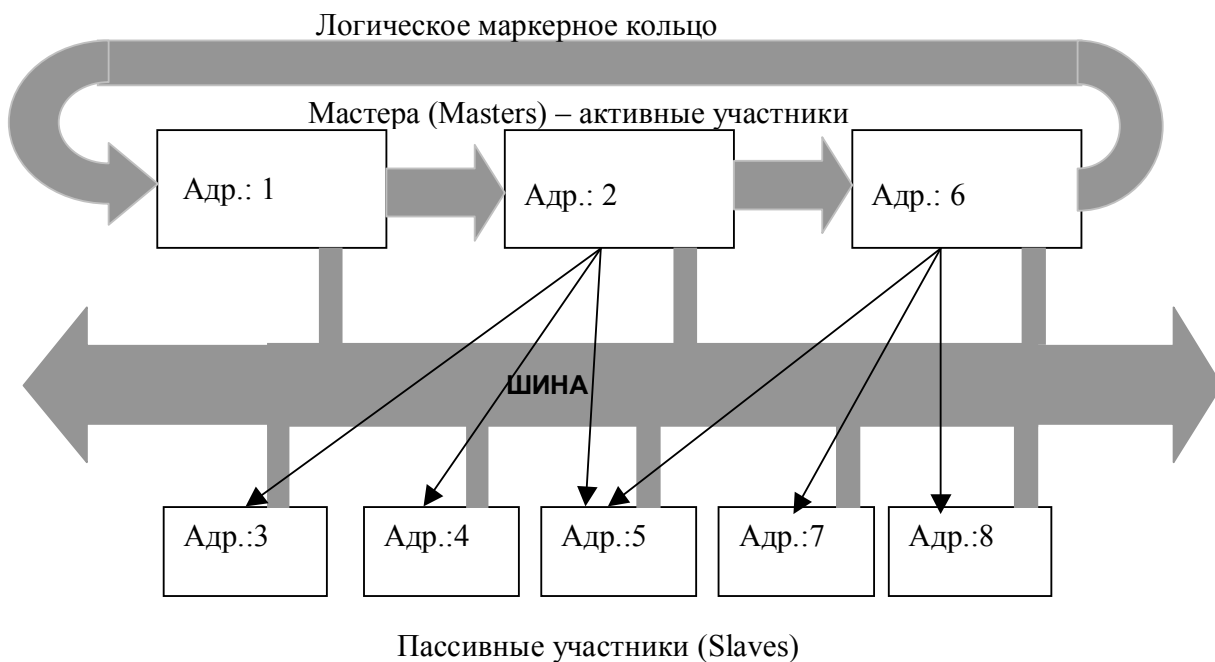 Логическое маркерное кольцо
Мастера (Masters) – активные участники
Адр.: 1
Адр.: 2
Адр.: 6
ШИНА
Адр.:3
Адр.:4
Адр.:5
Адр.:7
Адр.:8
Пассивные участники (Slaves)